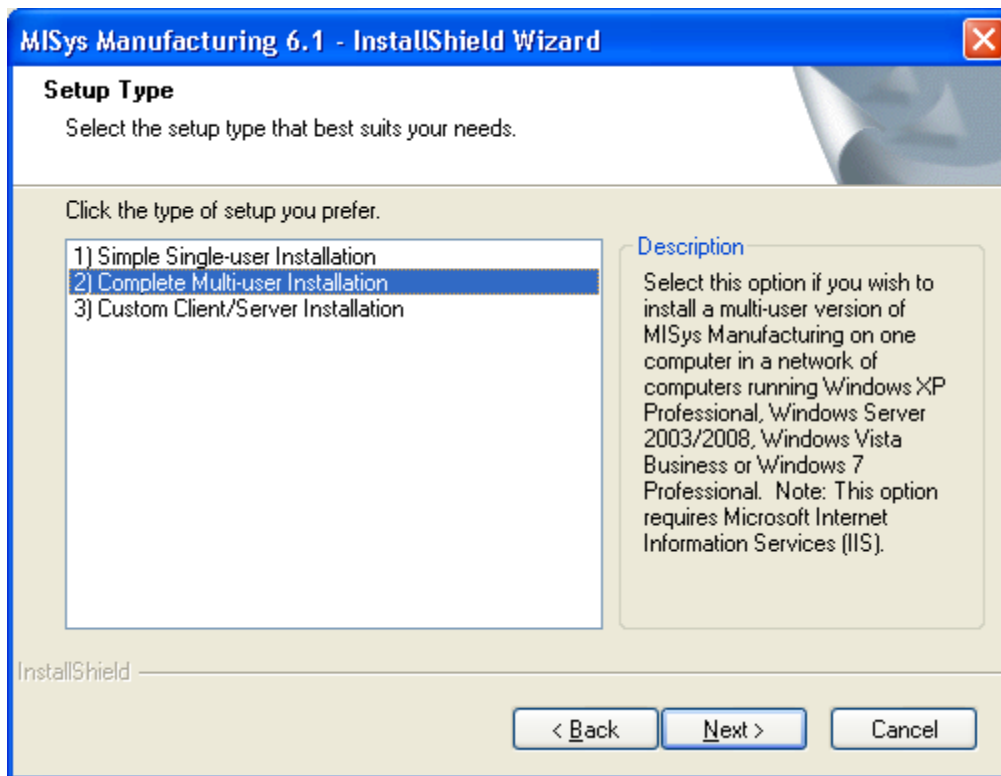 MISys Manufacturing 6.1 - InstallShield Wizard
Setup Type
Select the setup type that best suits your needs.
Click the type of setup you prefer.
1) Simple Single-user Installation
2) Complete Multi-user Installation
3) Custom Client/Server Installation
Description
Select this option if you wish to
install a multi-user version of
MISys Manufacturing on one
computer in a network of
computers running Windows XP
Professional, Windows Server
2003/2008, Windows Vista
Business or Windows 7
Professional.  Note: This option
requires Microsoft Internet
Information Services (IIS).
InstallShield
< Back
Next >
Cancel